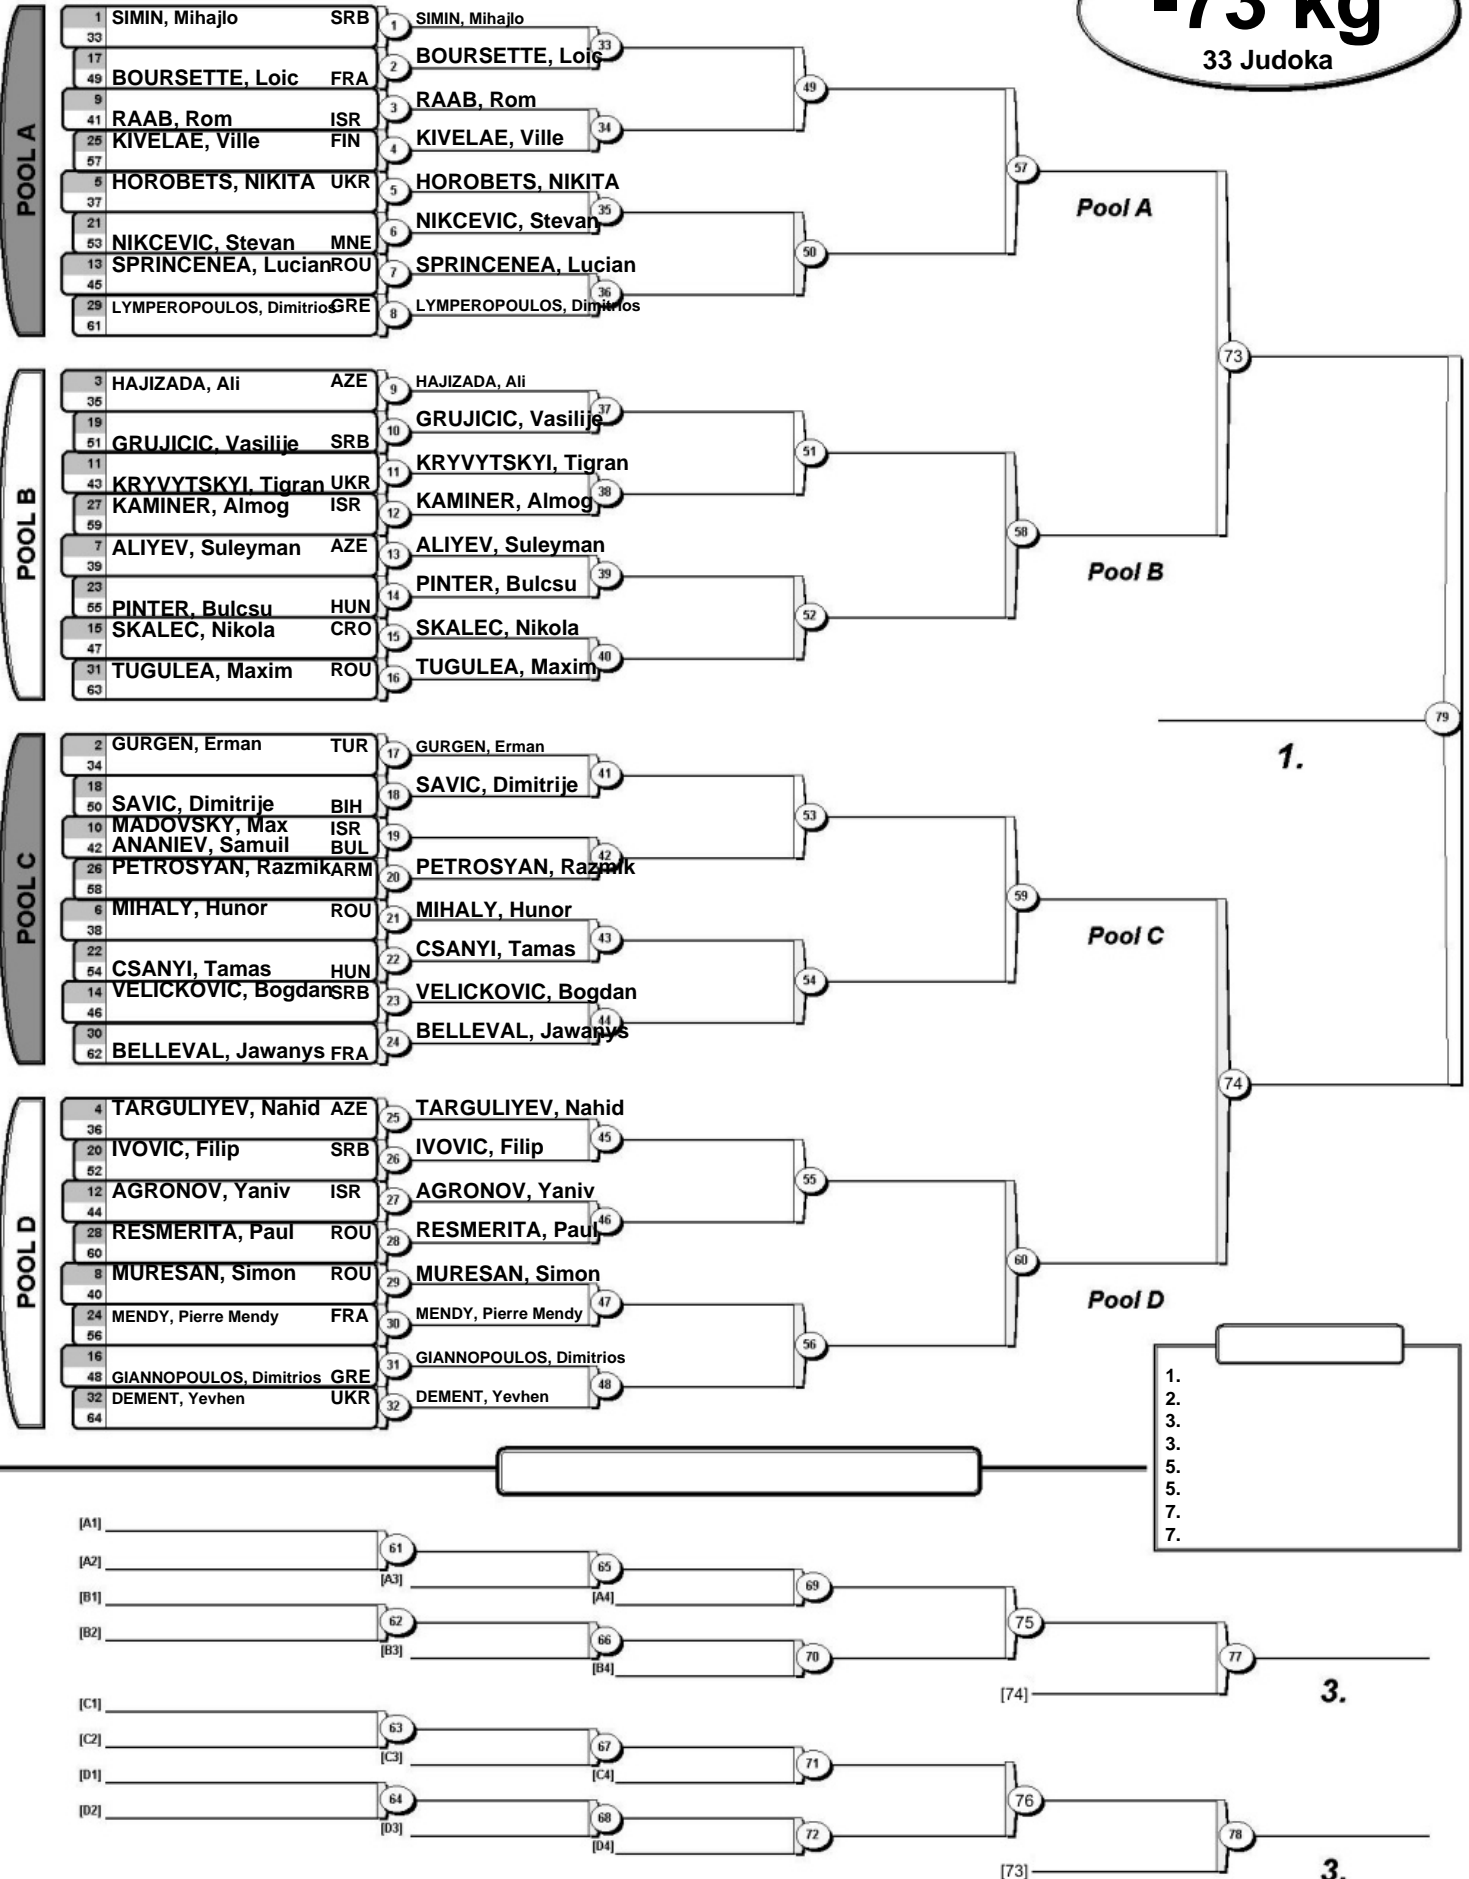 -73 kg
33 Judoka
POOL A
1 SIMIN, Mihajlo SRB 1 SIMIN, Mihajlo
33
17 33
49 BOURSETTE, Loic FRA 2 BOURSETTE, Loic
9 49
41 RAAB, Rom ISR 3 RAAB, Rom
25 KIVELAE, Ville FIN 4 KIVELAE, Ville 34
57
5 HOROBETS, NIKITA UKR 5 HOROBETS, NIKITA 57
37
21 35
53 NIKCEVIC, Stevan MNE 6 NIKCEVIC, Stevan
13 SPRINCENEA, Lucian ROU 7 SPRINCENEA, Lucian 50
45
29 LYMPEROPOULOS, Dimitrios GRE 8 LYMPEROPOULOS, Dimitrios 36
61
Pool A
73
POOL B
3 HAJIZADA, Ali AZE 9 HAJIZADA, Ali
35
19 37
51 GRUJICIC, Vasilije SRB 10 GRUJICIC, Vasilije
11 51
43 KRYVYTSKYI, Tigran UKR 11 KRYVYTSKYI, Tigran
27 KAMINER, Almog ISR 12 KAMINER, Almog 38
59
7 ALIYEV, Suleyman AZE 13 ALIYEV, Suleyman 58
39
23 39
55 PINTER, Bulcsu HUN 14 PINTER, Bulcsu
15 SKALEC, Nikola CRO 15 SKALEC, Nikola 52
47
31 TUGULEA, Maxim ROU 16 TUGULEA, Maxim 40
63
Pool B
79
1.
POOL C
2 GURGEN, Erman TUR 17 GURGEN, Erman
34
18 41
50 SAVIC, Dimitrije BIH 18 SAVIC, Dimitrije
10 MADOVSKY, Max ISR 19 53
42 ANANIEV, Samuil BUL
26 PETROSYAN, Razmik ARM 20 PETROSYAN, Razmik 42
58
6 MIHALY, Hunor ROU 21 MIHALY, Hunor 59
38
22 43
54 CSANYI, Tamas HUN 22 CSANYI, Tamas
14 VELICKOVIC, Bogdan SRB 23 VELICKOVIC, Bogdan 54
46
30 44
62 BELLEVAL, Jawanys FRA 24 BELLEVAL, Jawanys
Pool C
74
POOL D
4 TARGULIYEV, Nahid AZE 25 TARGULIYEV, Nahid
36
20 IVOVIC, Filip SRB 26 IVOVIC, Filip 45
52
12 AGRONOV, Yaniv ISR 27 AGRONOV, Yaniv 55
44
28 RESMERITA, Paul ROU 28 RESMERITA, Paul 46
60
8 MURESAN, Simon ROU 29 MURESAN, Simon 60
40
24 MENDY, Pierre Mendy FRA 30 MENDY, Pierre Mendy 47
56
16 56
48 GIANNOPOULOS, Dimitrios GRE 31 GIANNOPOULOS, Dimitrios
32 DEMENT, Yevhen UKR 32 DEMENT, Yevhen 48
64
Pool D
1.
2.
3.
3.
5.
5.
7.
7.
[A1]
61
[A2] [A3] 65
[B1] [A4] 69
62
[B2] [B3] 66 75
[B4] 70
77
[74] 3.
[C1]
63
[C2] [C3] 67
[D1] [C4] 71
64
[D2] [D3] 68 76
[D4] 72
78
[73] 3.